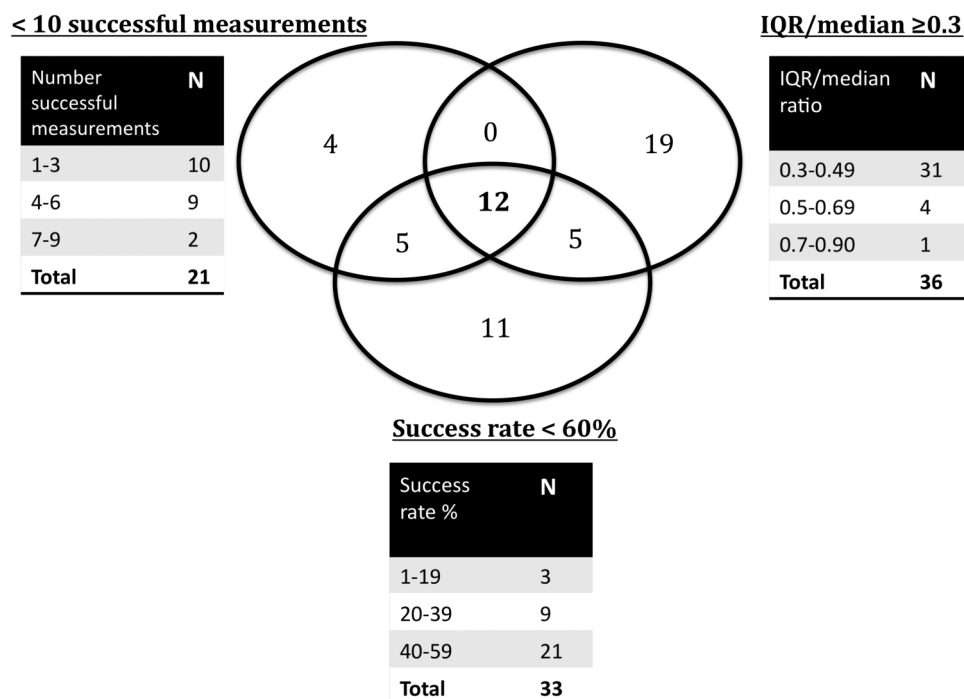 < 10 successful measurements
IQR/median ≥0.3
Number N
successful
measurements
1-3 10
4-6 9
7-9 2
Total 21
4
0
19
12
5
5
11
IQR/median N
ratio
0.3-0.49 31
0.5-0.69 4
0.7-0.90 1
Total 36
Success rate < 60%
Success N
rate %
1-19 3
20-39 9
40-59 21
Total 33